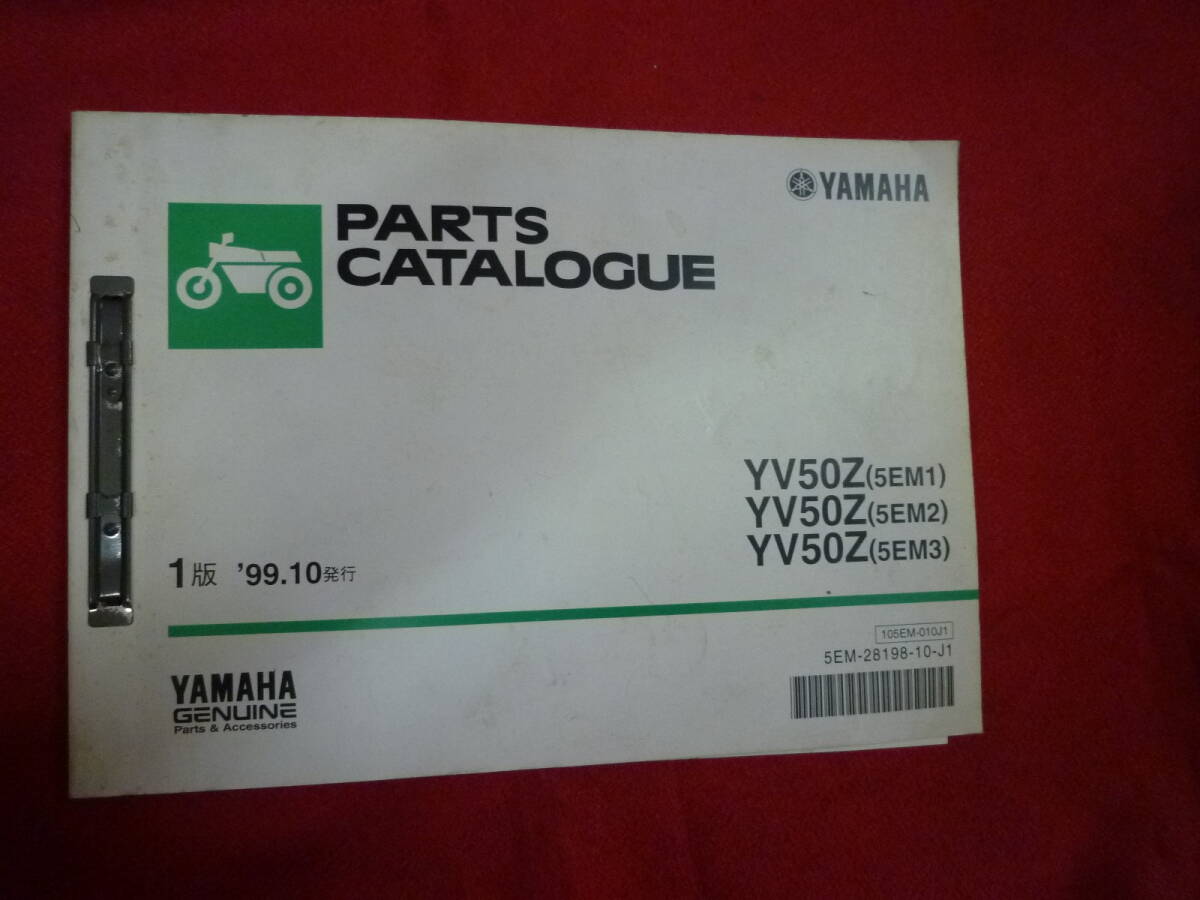 YAMAHA
PARTS
CATALOGUE
YV50Z(5EM1)
YV50Z(5EM2)
YV50Z(5EM3)
1版 '99.10発行
105EM-010J1
5EM-28198-10-J1
YAMAHA
GENUINE
Parts & Accessories